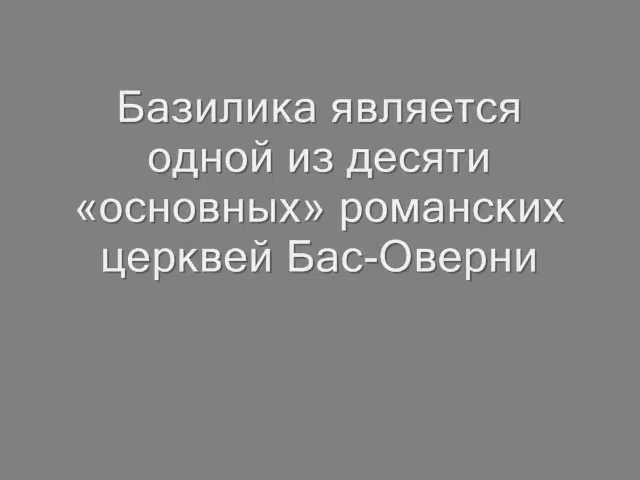 Базилика является
одной из десяти
«основных» романских
церквей Бас-Оверни